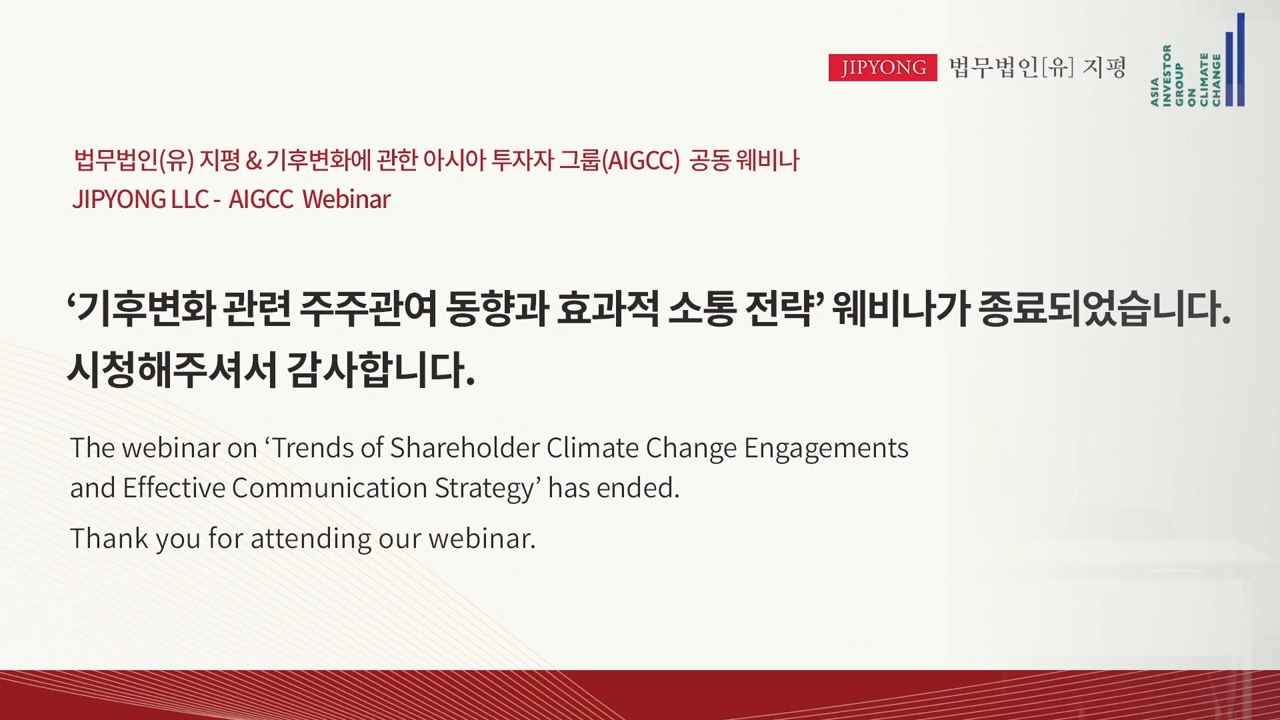 JIPYONG 법무법인[유] 지평
ASIA
INVESTOR
GROUP
ON
CLIMATE
CHANGE
법무법인(유) 지평 & 기후변화에 관한 아시아 투자자 그룹(AIGCC) 공동 웨비나
JIPYONG LLC - AIGCC Webinar
‘기후변화 관련 주주관여 동향과 효과적 소통 전략’ 웨비나가 종료되었습니다.
시청해주셔서 감사합니다.
The webinar on ‘Trends of Shareholder Climate Change Engagements
and Effective Communication Strategy’ has ended.
Thank you for attending our webinar.